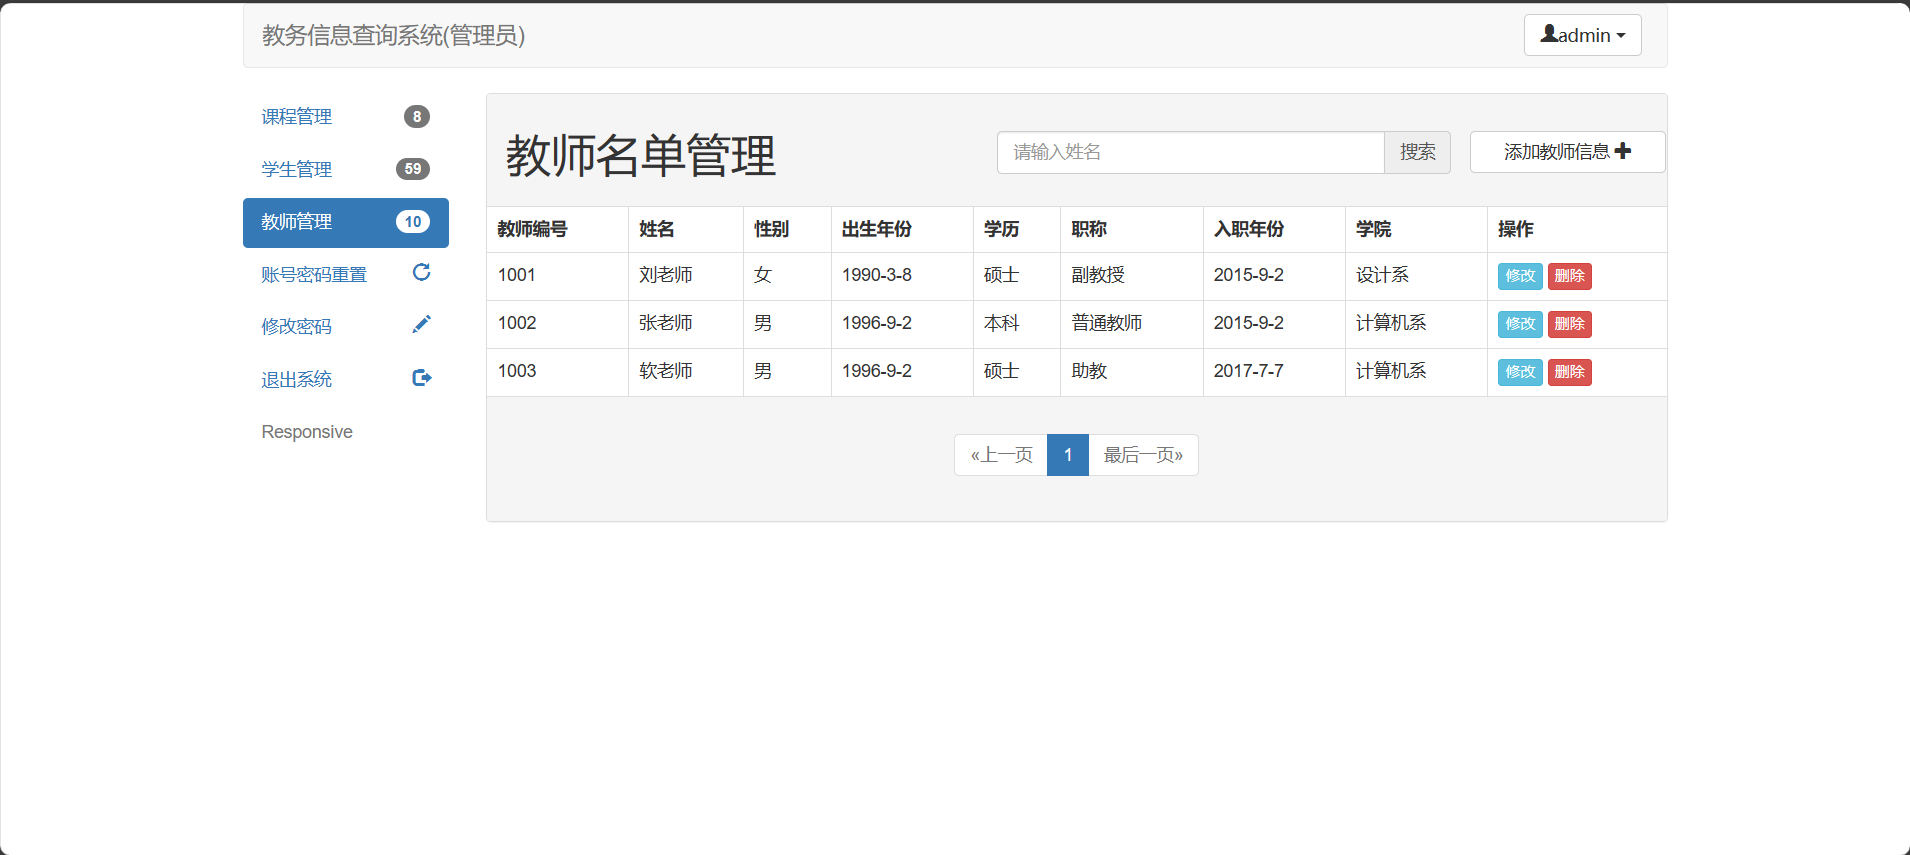 教务信息查询系统(管理员)
admin
课程管理 8
学生管理 59
教师管理 10
账号密码重置
修改密码
退出系统
Responsive
教师名单管理
请输入姓名 搜索 添加教师信息
教师编号 姓名 性别 出生年份 学历 职称 入职年份 学院 操作
1001 刘老师 女 1990-3-8 硕士 副教授 2015-9-2 设计系 修改 删除
1002 张老师 男 1996-9-2 本科 普通教师 2015-9-2 计算机系 修改 删除
1003 软老师 男 1996-9-2 硕士 助教 2017-7-7 计算机系 修改 删除
«上一页 1 最后一页»